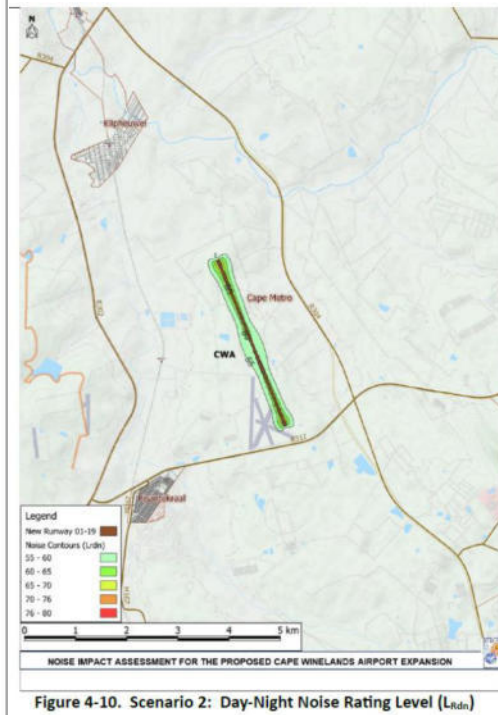 N
Klipheuwel
Cape Metro
CWA
Fisantekraal
Legend
New Runway 01-19
Noise Contours (Lrdn)
55 - 60
60 - 65
65 - 70
70 - 76
76 - 80
0 1 2 3 4 5 km
NOISE IMPACT ASSESSMENT FOR THE PROPOSED CAPE WINELANDS AIRPORT EXPANSION
Figure 4-10. Scenario 2: Day-Night Noise Rating Level (LRdn)